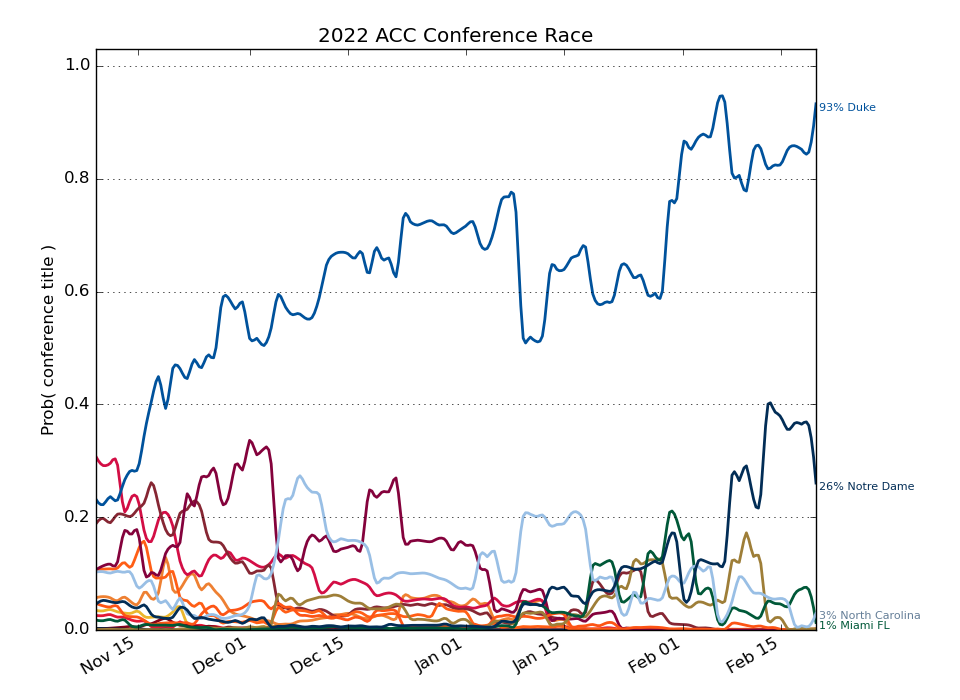 2022 ACC Conference Race
Prob( conference title )
1.0
0.8
0.6
0.4
0.2
0.0
Nov 15
Dec 01
Dec 15
Jan 01
Jan 15
Feb 01
Feb 15
93% Duke
26% Notre Dame
3% North Carolina
1% Miami FL